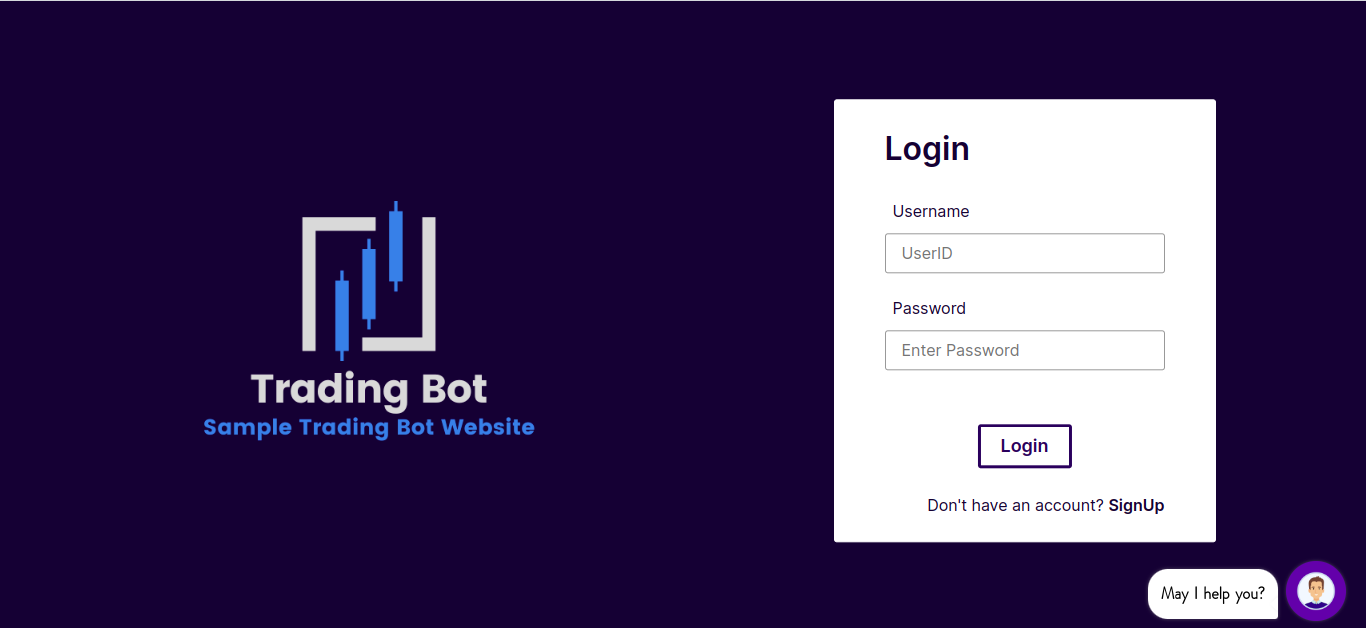 Trading Bot
Sample Trading Bot Website
Login
Username
UserID
Password
Enter Password
Login
Don't have an account? SignUp
May I help you?